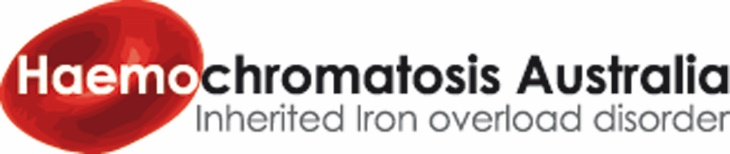 Haemochromatosis Australia
Inherited Iron overload disorder